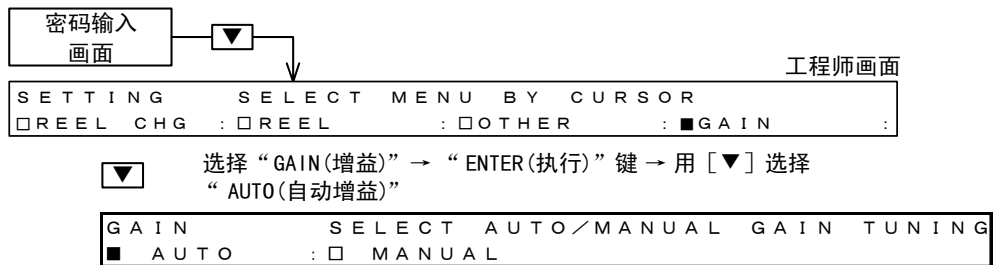 密码输入
画面
▼
工程师画面
SETTING SELECT MENU BY CURSOR
□REEL CHG :□REEL :□OTHER :■GAIN :
▼ 选择“GAIN(增益)”→“ENTER(执行)”键→用［▼］选择
“AUTO(自动增益)”
GAIN SELECT AUTO／MANUAL GAIN TUNING
■ AUTO :□ MANUAL